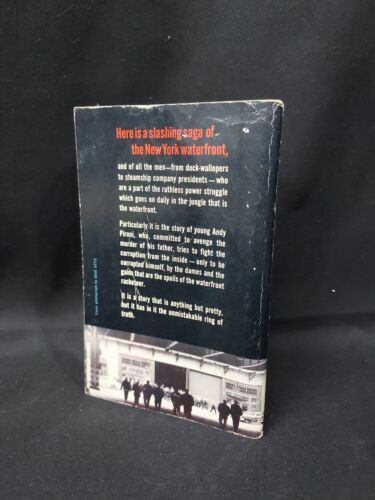 Here is a slashing saga of
the New York waterfront,
and of all the men—from dock-wallopers
to steamship company presidents—who
are a part of the ruthless power struggle
which goes on daily in the jungle that is
the waterfront.
Particularly it is the story of young Andy
Pironi, who, committed to avenge the
murder of his father, tries to fight the
corruption from the inside—only to be
corrupted himself, by the dames and the
gains that are the spoils of the waterfront
racketeer.
It is a story that is anything but pretty,
but it has in it the unmistakable ring of
truth.
Cover photograph by